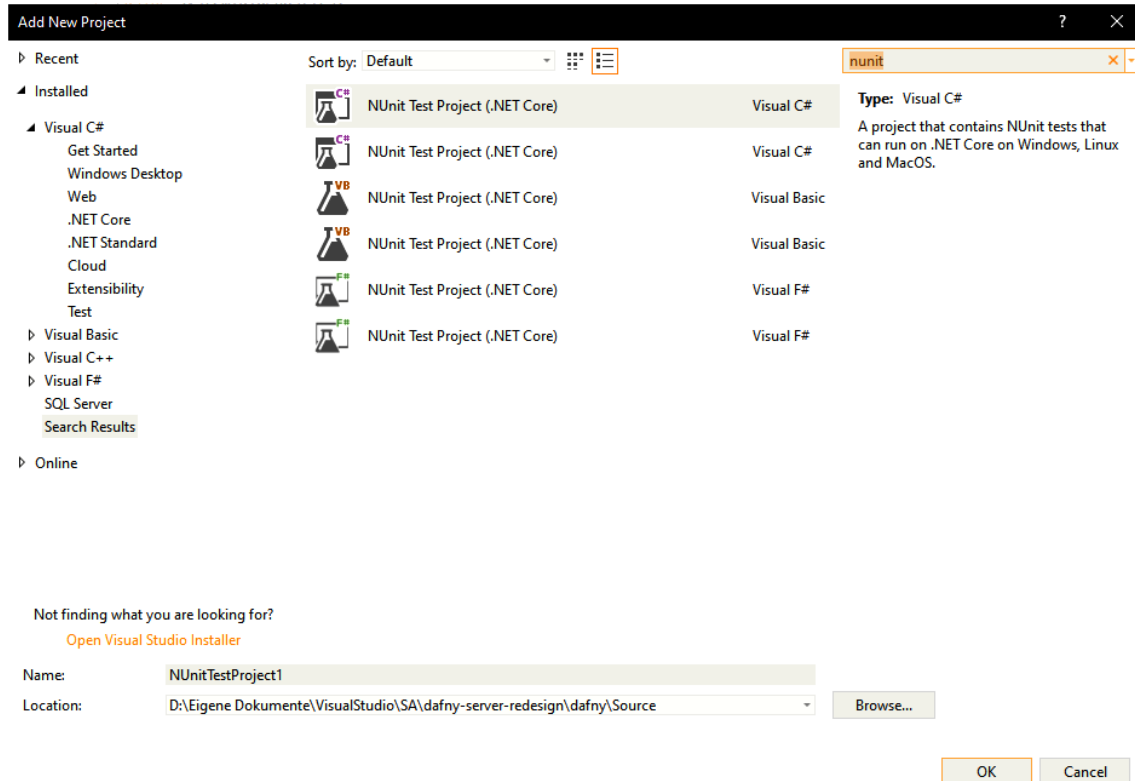 Add New Project
?
Recent
Installed
Visual C#
Get Started
Windows Desktop
Web
.NET Core
.NET Standard
Cloud
Extensibility
Test
Visual Basic
Visual C++
Visual F#
SQL Server
Search Results
Online
Sort by: Default
C# NUnit Test Project (.NET Core) Visual C#
C# NUnit Test Project (.NET Core) Visual C#
VB NUnit Test Project (.NET Core) Visual Basic
VB NUnit Test Project (.NET Core) Visual Basic
F# NUnit Test Project (.NET Core) Visual F#
F# NUnit Test Project (.NET Core) Visual F#
nunit
Type: Visual C#
A project that contains NUnit tests that
can run on .NET Core on Windows, Linux
and MacOS.
Not finding what you are looking for?
Open Visual Studio Installer
Name: NUnitTestProject1
Location: D:\Eigene Dokumente\VisualStudio\SA\dafny-server-redesign\dafny\Source Browse...
OK Cancel